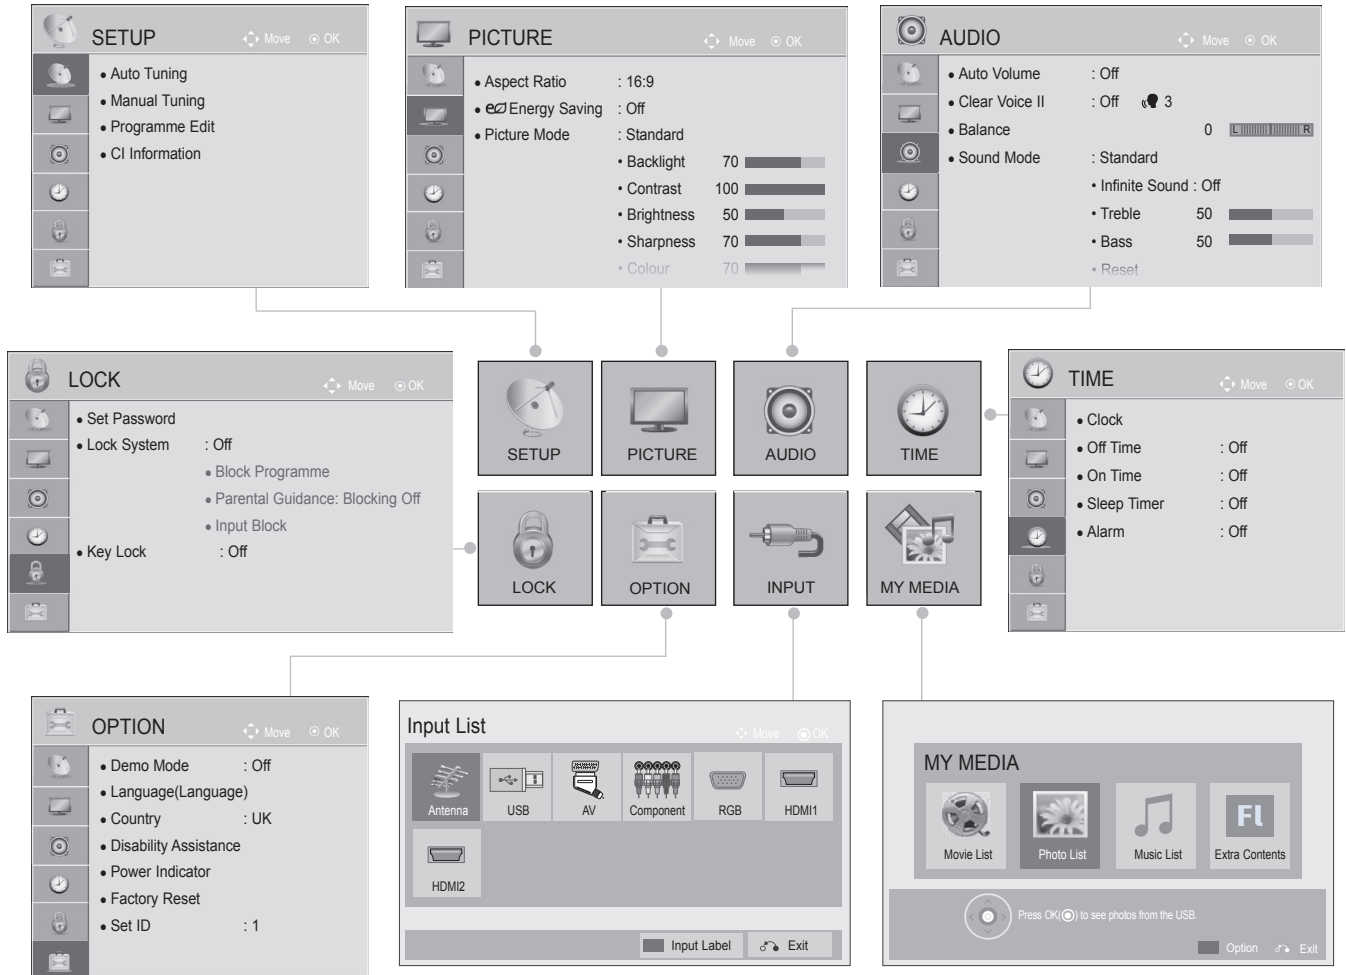 SETUP
Move OK
Auto Tuning
Manual Tuning
Programme Edit
CI Information
PICTURE
Move OK
Aspect Ratio : 16:9
Energy Saving : Off
Picture Mode : Standard
• Backlight 70
• Contrast 100
• Brightness 50
• Sharpness 70
• Colour 70
AUDIO
Move OK
Auto Volume : Off
Clear Voice II : Off 3
Balance 0 L R
Sound Mode : Standard
• Infinite Sound : Off
• Treble 50
• Bass 50
• Reset
LOCK
Move OK
Set Password
Lock System : Off
Block Programme
Parental Guidance: Blocking Off
Input Block
Key Lock : Off
SETUP
PICTURE
AUDIO
TIME
LOCK
OPTION
INPUT
MY MEDIA
TIME
Move OK
Clock
Off Time : Off
On Time : Off
Sleep Timer : Off
Alarm : Off
OPTION
Move OK
Demo Mode : Off
Language(Language)
Country : UK
Disability Assistance
Power Indicator
Factory Reset
Set ID : 1
Input List
Move OK
Antenna
USB
AV
Component
RGB
HDMI1
HDMI2
Input Label Exit
MY MEDIA
Movie List
Photo List
Music List
Fl
Extra Contents
Press OK( ) to see photos from the USB.
Option Exit